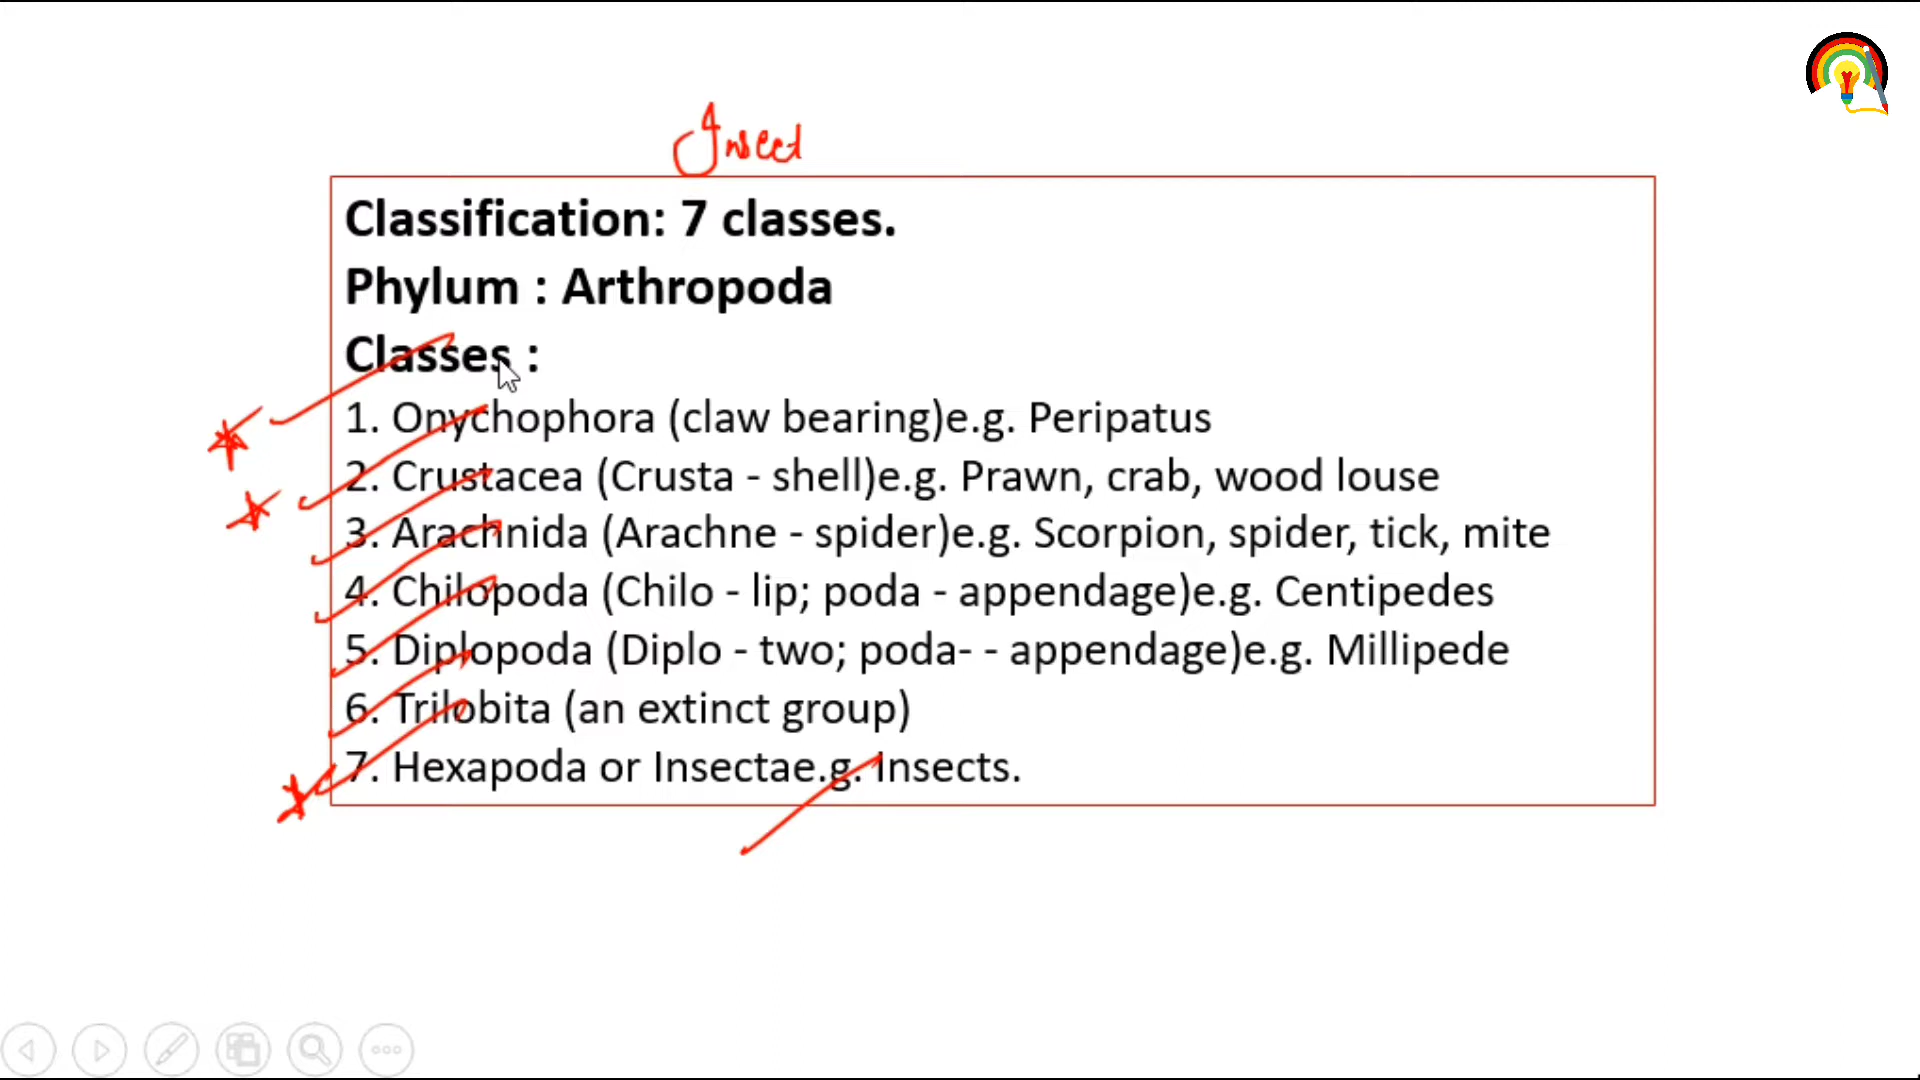 Insect
Classification: 7 classes.
Phylum : Arthropoda
Classes :
1. Onychophora (claw bearing)e.g. Peripatus
2. Crustacea (Crusta - shell)e.g. Prawn, crab, wood louse
3. Arachnida (Arachne - spider)e.g. Scorpion, spider, tick, mite
4. Chilopoda (Chilo - lip; poda - appendage)e.g. Centipedes
5. Diplopoda (Diplo - two; poda- - appendage)e.g. Millipede
6. Trilobita (an extinct group)
7. Hexapoda or Insectae.g. Insects.